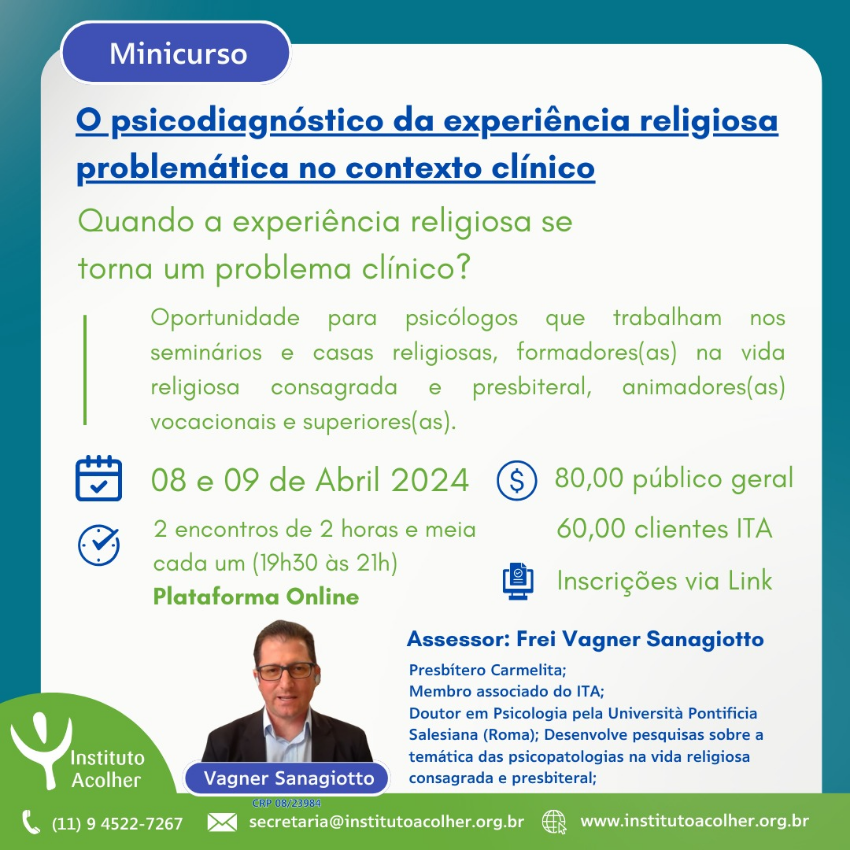 Minicurso
O psicodiagnóstico da experiência religiosa
problemática no contexto clínico
Quando a experiência religiosa se
torna um problema clínico?
Oportunidade para psicólogos que trabalham nos
seminários e casas religiosas, formadores(as) na vida
religiosa consagrada e presbiteral, animadores(as)
vocacionais e superiores(as).
08 e 09 de Abril 2024
2 encontros de 2 horas e meia
cada um (19h30 às 21h)
Plataforma Online
$ 80,00 público geral
60,00 clientes ITA
Inscrições via Link
Assessor: Frei Vagner Sanagiotto
Presbítero Carmelita;
Membro associado do ITA;
Doutor em Psicologia pela Università Pontificia
Salesiana (Roma); Desenvolve pesquisas sobre a
temática das psicopatologias na vida religiosa
consagrada e presbiteral;
Vagner Sanagiotto
CRP 08/23984
Instituto
Acolher
(11) 9 4522-7267
secretaria@institutoacolher.org.br
www.institutoacolher.org.br